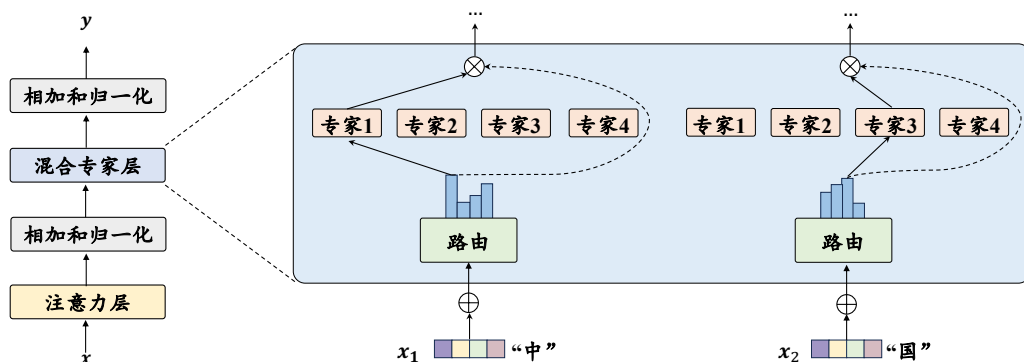 y
相加和归一化
混合专家层
相加和归一化
注意力层
x
...
专家1 专家2 专家3 专家4
路由
x₁ “中”
...
专家1 专家2 专家3 专家4
路由
x₂ “国”